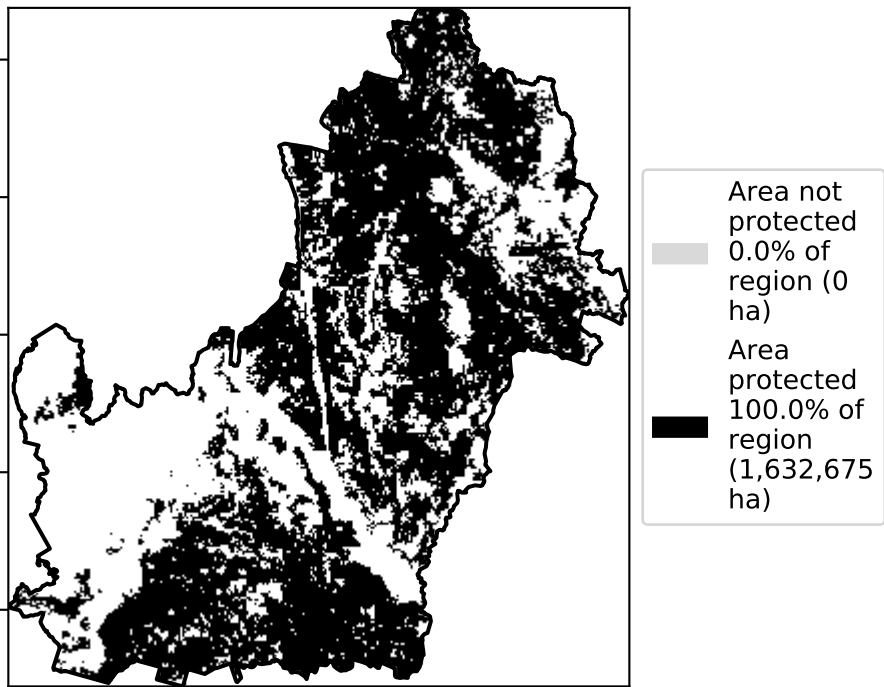 Area not
protected
0.0% of
region (0
ha)
Area
protected
100.0% of
region
(1,632,675
ha)